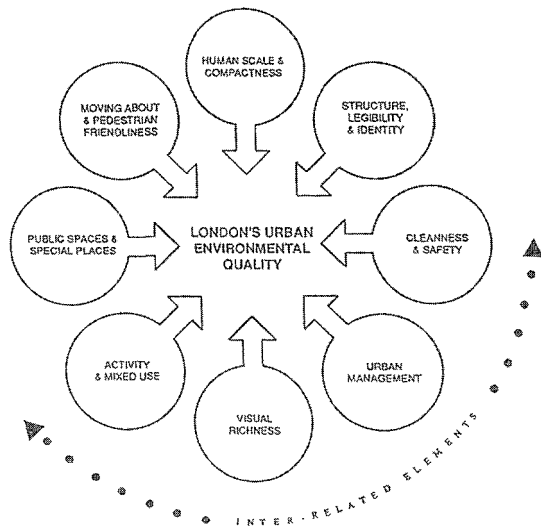 HUMAN SCALE &
COMPACTNESS
STRUCTURE,
LEGIBILITY
& IDENTITY
CLEANNESS
& SAFETY
URBAN
MANAGEMENT
VISUAL
RICHNESS
ACTIVITY
& MIXED USE
PUBLIC SPACES &
SPECIAL PLACES
MOVING ABOUT
& PEDESTRIAN
FRIENDLINESS
LONDON'S URBAN
ENVIRONMENTAL
QUALITY
INTER-RELATED ELEMENTS